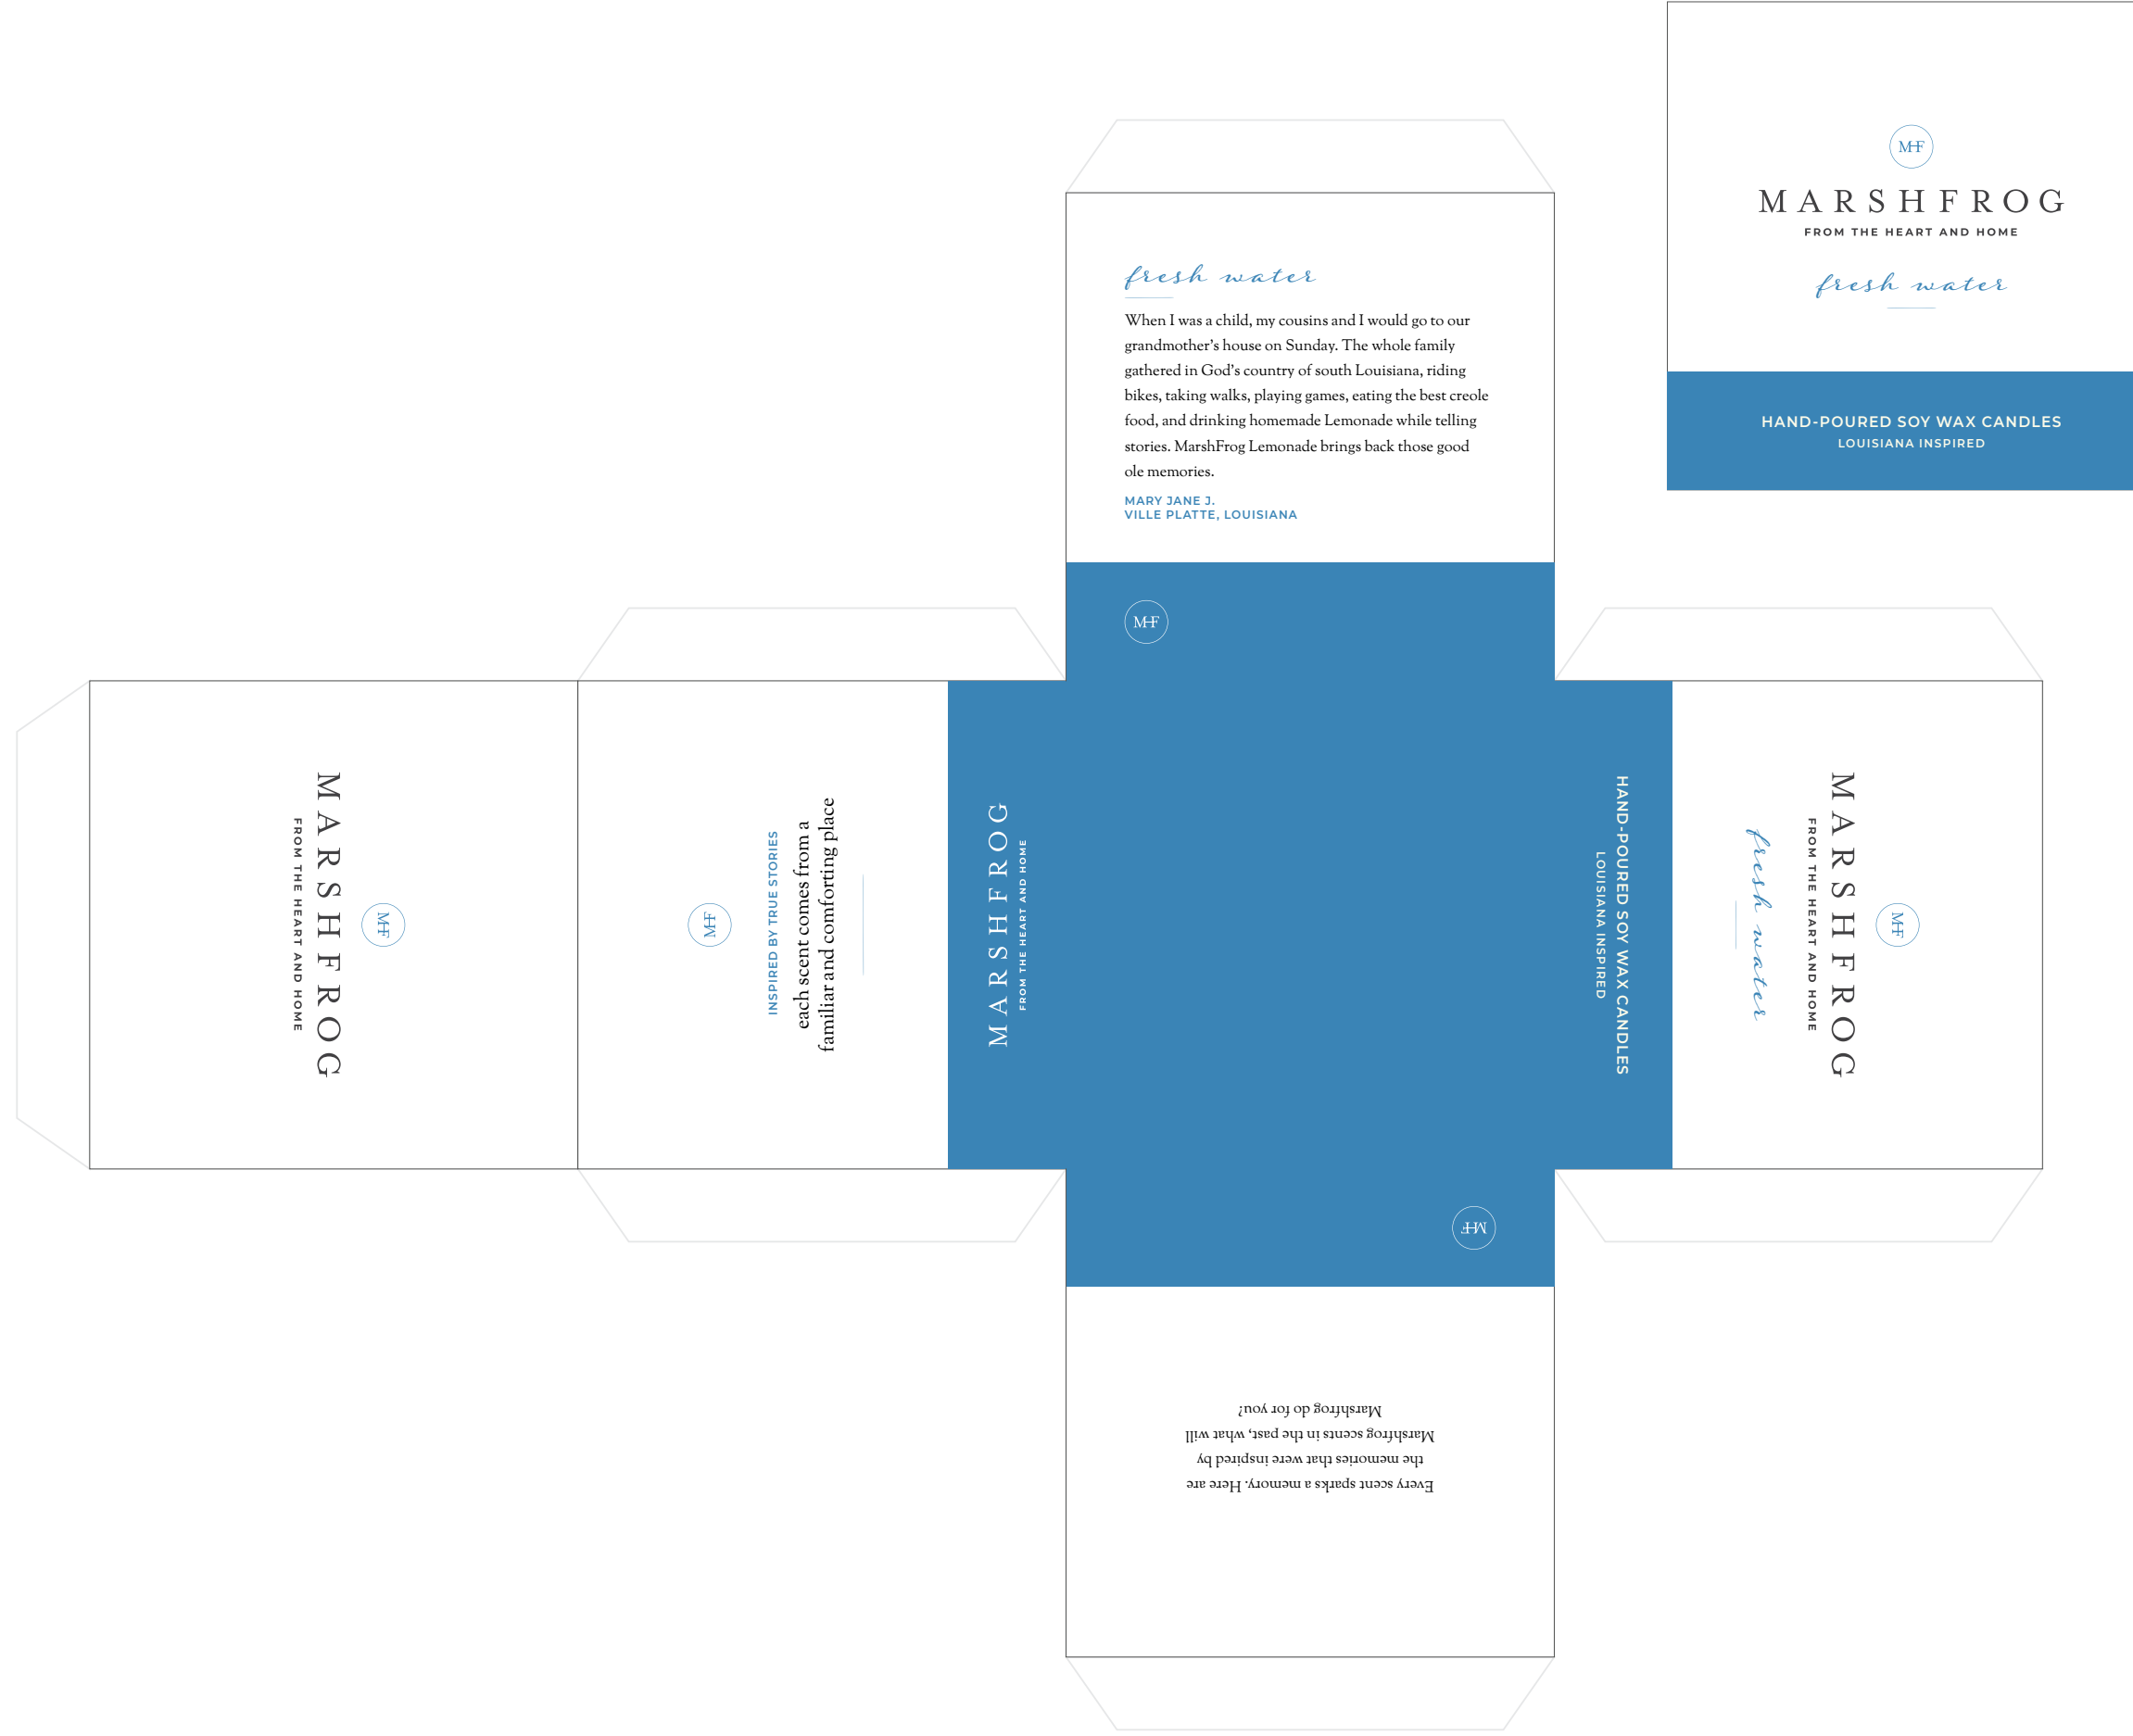 MHF
MARSHFROG
FROM THE HEART AND HOME
fresh water
HAND-POURED SOY WAX CANDLES
LOUISIANA INSPIRED
fresh water
When I was a child, my cousins and I would go to our
grandmother's house on Sunday. The whole family
gathered in God's country of south Louisiana, riding
bikes, taking walks, playing games, eating the best creole
food, and drinking homemade Lemonade while telling
stories. MarshFrog Lemonade brings back those good
ole memories.
MARY JANE J.
VILLE PLATTE, LOUISIANA
MHF
MHF
MARSHFROG
FROM THE HEART AND HOME
MHF
INSPIRED BY TRUE STORIES
each scent comes from a
familiar and comforting place
MARSHFROG
FROM THE HEART AND HOME
HAND-POURED SOY WAX CANDLES
LOUISIANA INSPIRED
MHF
MARSHFROG
FROM THE HEART AND HOME
fresh water
MHF
Every scent sparks a memory. Here are
the memories that were inspired by
Marshfrog scents in the past, what will
Marshfrog do for you?